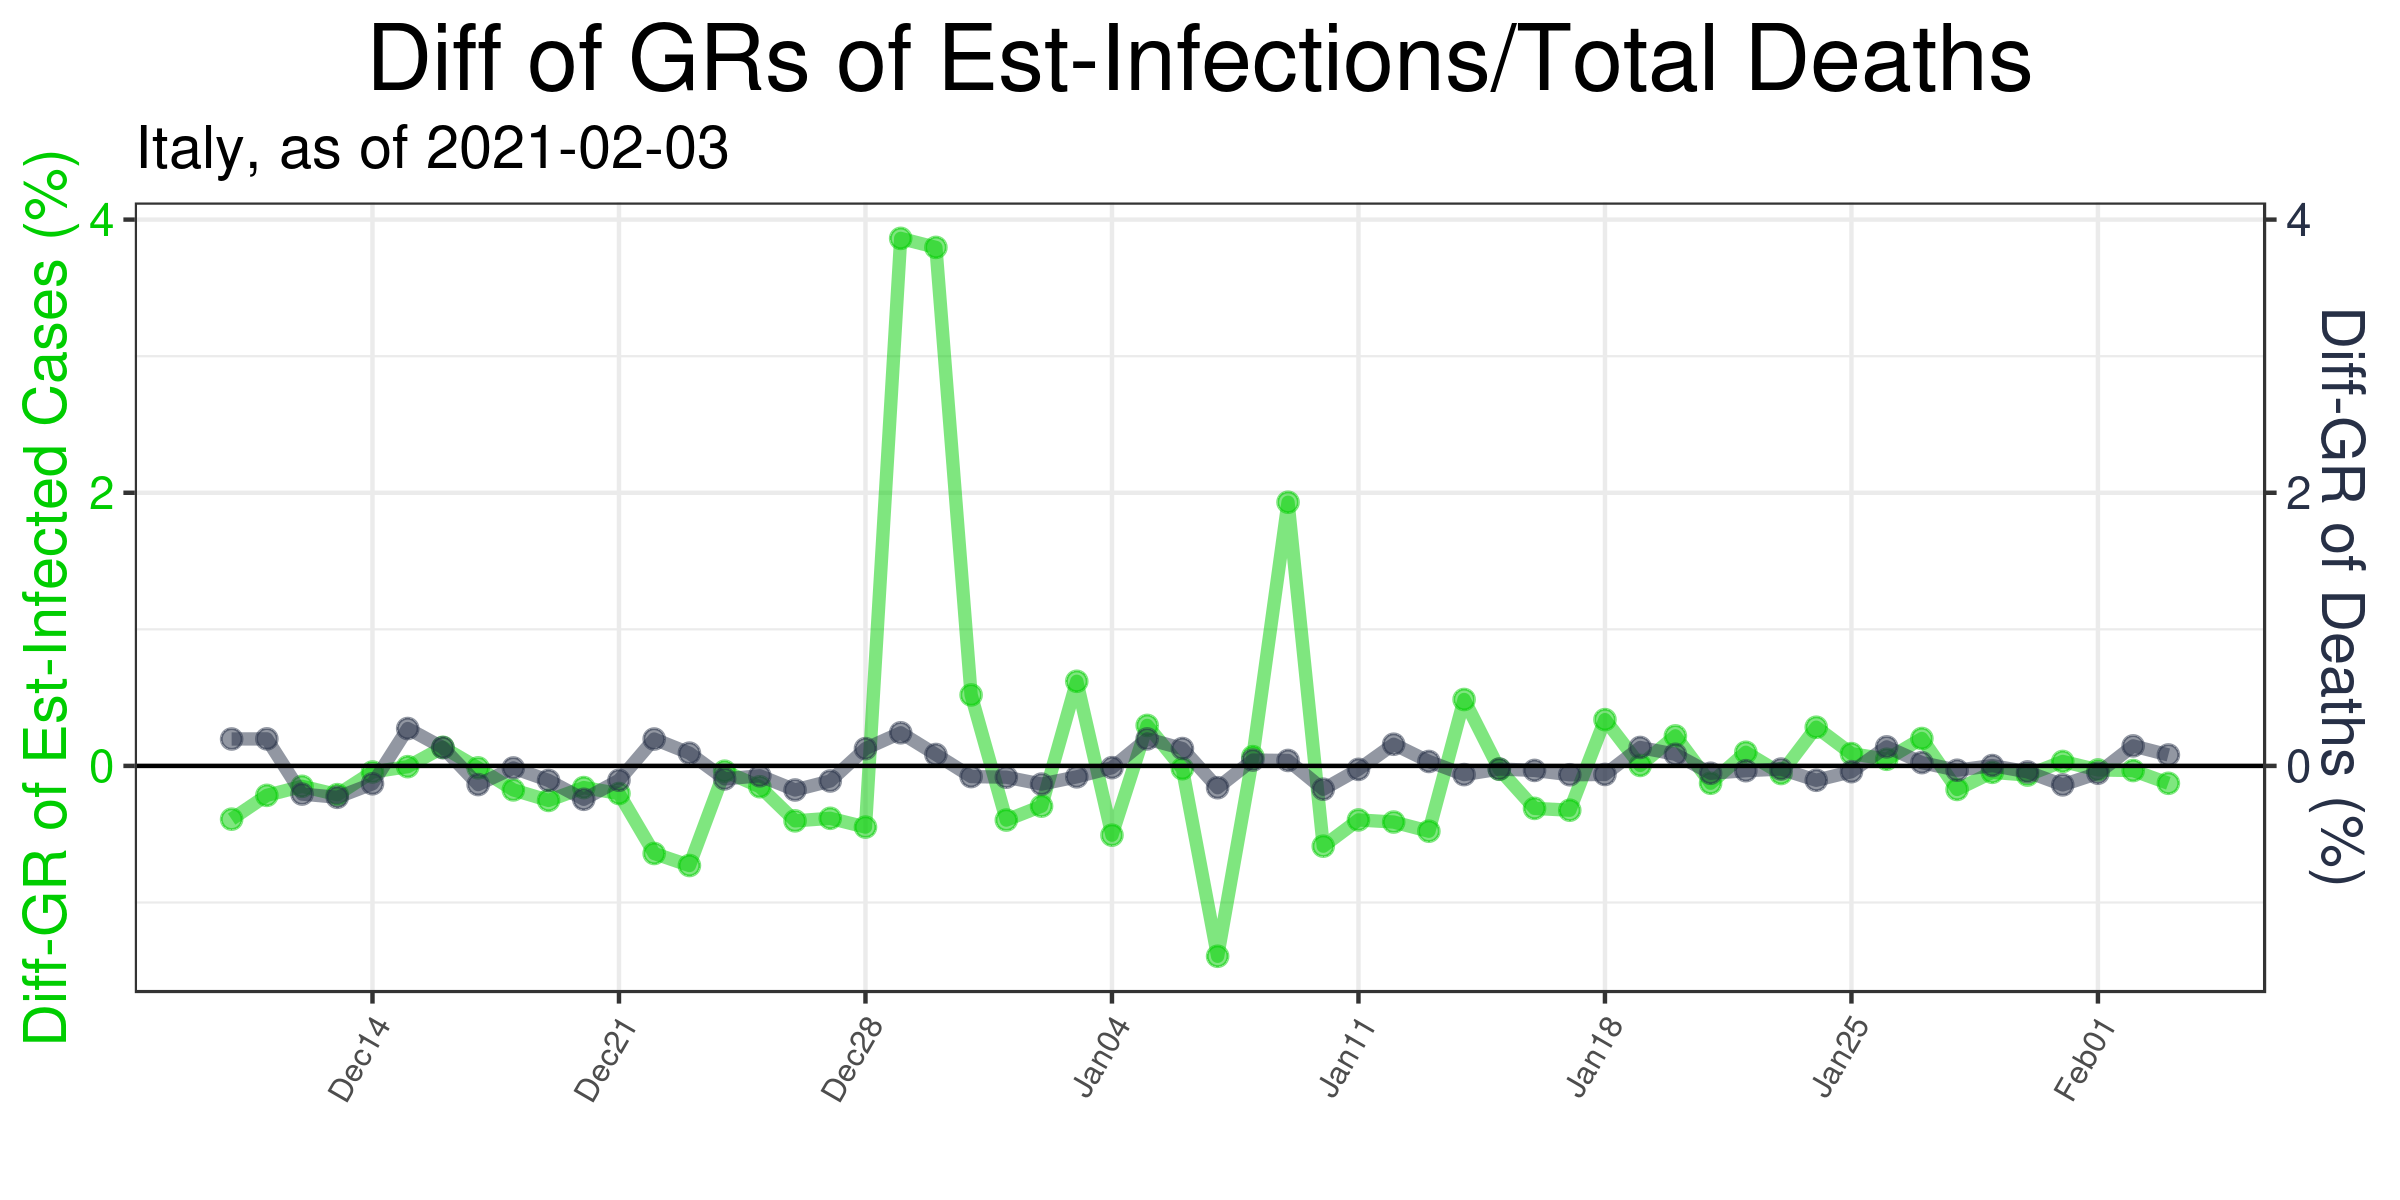 Diff of GRs of Est-Infections/Total Deaths
Italy, as of 2021-02-03
Diff-GR of Est-Infected Cases (%)
4
2
0
4
2
0
Diff-GR of Deaths (%)
Dec14
Dec21
Dec28
Jan04
Jan11
Jan18
Jan25
Feb01